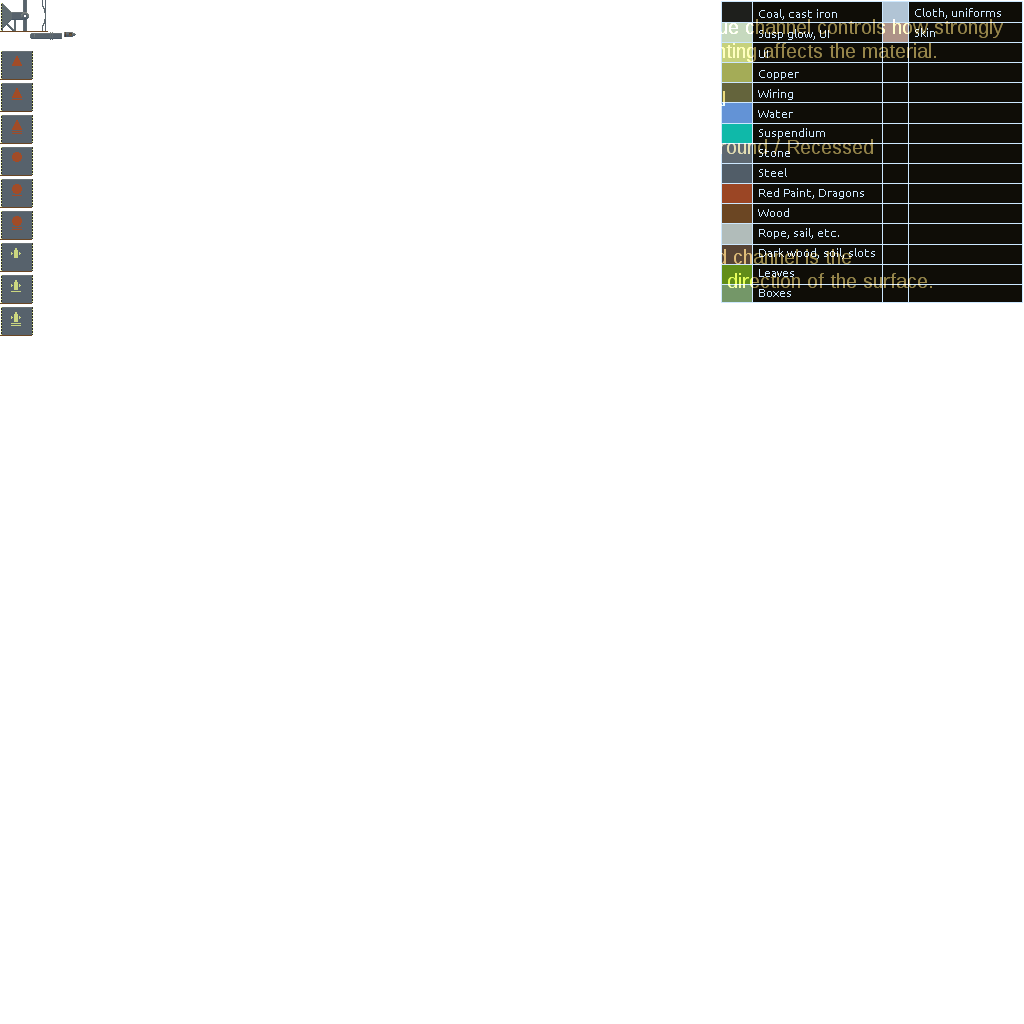 Coal, cast iron
Cloth, uniforms
ue channel controls how strongly
Susp glow, UI
Skin
hting affects the material.
UI
Copper
Wiring
Water
Suspendium
round / Recessed
Stone
Steel
Red Paint, Dragons
Wood
Rope, sail, etc.
Dark wood, soil, slots
d channel is the
Leaves
direction of the surface.
Boxes